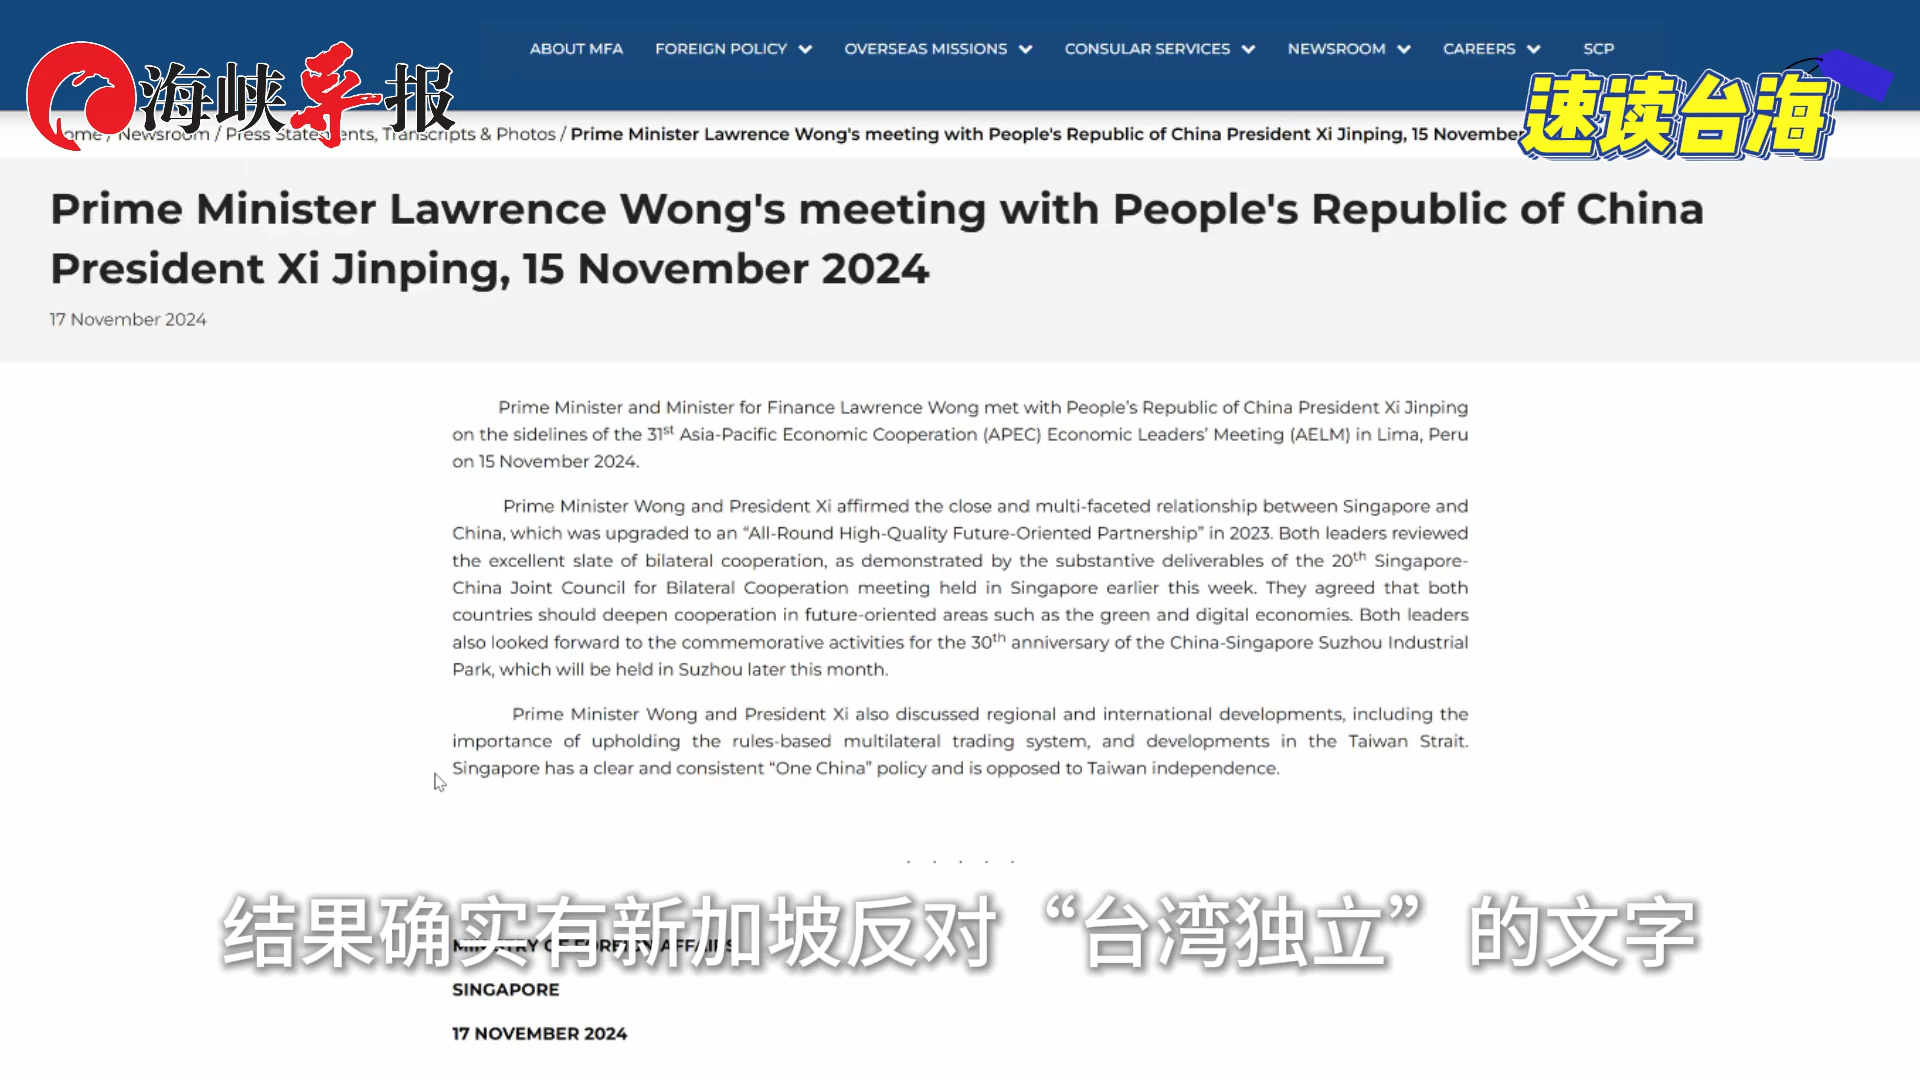 ABOUT MFA FOREIGN POLICY OVERSEAS MISSIONS CONSULAR SERVICES NEWSROOM CAREERS SCP
海峡导报
速读台海
Home / Newsroom / Press Statements, Transcripts & Photos / Prime Minister Lawrence Wong's meeting with People's Republic of China President Xi Jinping, 15 November
Prime Minister Lawrence Wong's meeting with People's Republic of China
President Xi Jinping, 15 November 2024
17 November 2024
Prime Minister and Minister for Finance Lawrence Wong met with People's Republic of China President Xi Jinping
on the sidelines of the 31st Asia-Pacific Economic Cooperation (APEC) Economic Leaders' Meeting (AELM) in Lima, Peru
on 15 November 2024.
Prime Minister Wong and President Xi affirmed the close and multi-faceted relationship between Singapore and
China, which was upgraded to an “All-Round High-Quality Future-Oriented Partnership” in 2023. Both leaders reviewed
the excellent slate of bilateral cooperation, as demonstrated by the substantive deliverables of the 20th Singapore-
China Joint Council for Bilateral Cooperation meeting held in Singapore earlier this week. They agreed that both
countries should deepen cooperation in future-oriented areas such as the green and digital economies. Both leaders
also looked forward to the commemorative activities for the 30th anniversary of the China-Singapore Suzhou Industrial
Park, which will be held in Suzhou later this month.
Prime Minister Wong and President Xi also discussed regional and international developments, including the
importance of upholding the rules-based multilateral trading system, and developments in the Taiwan Strait.
Singapore has a clear and consistent “One China” policy and is opposed to Taiwan independence.
. . . . .
结果确实有新加坡反对“台湾独立”的文字
MINISTRY OF FOREIGN AFFAIRS
SINGAPORE
17 NOVEMBER 2024